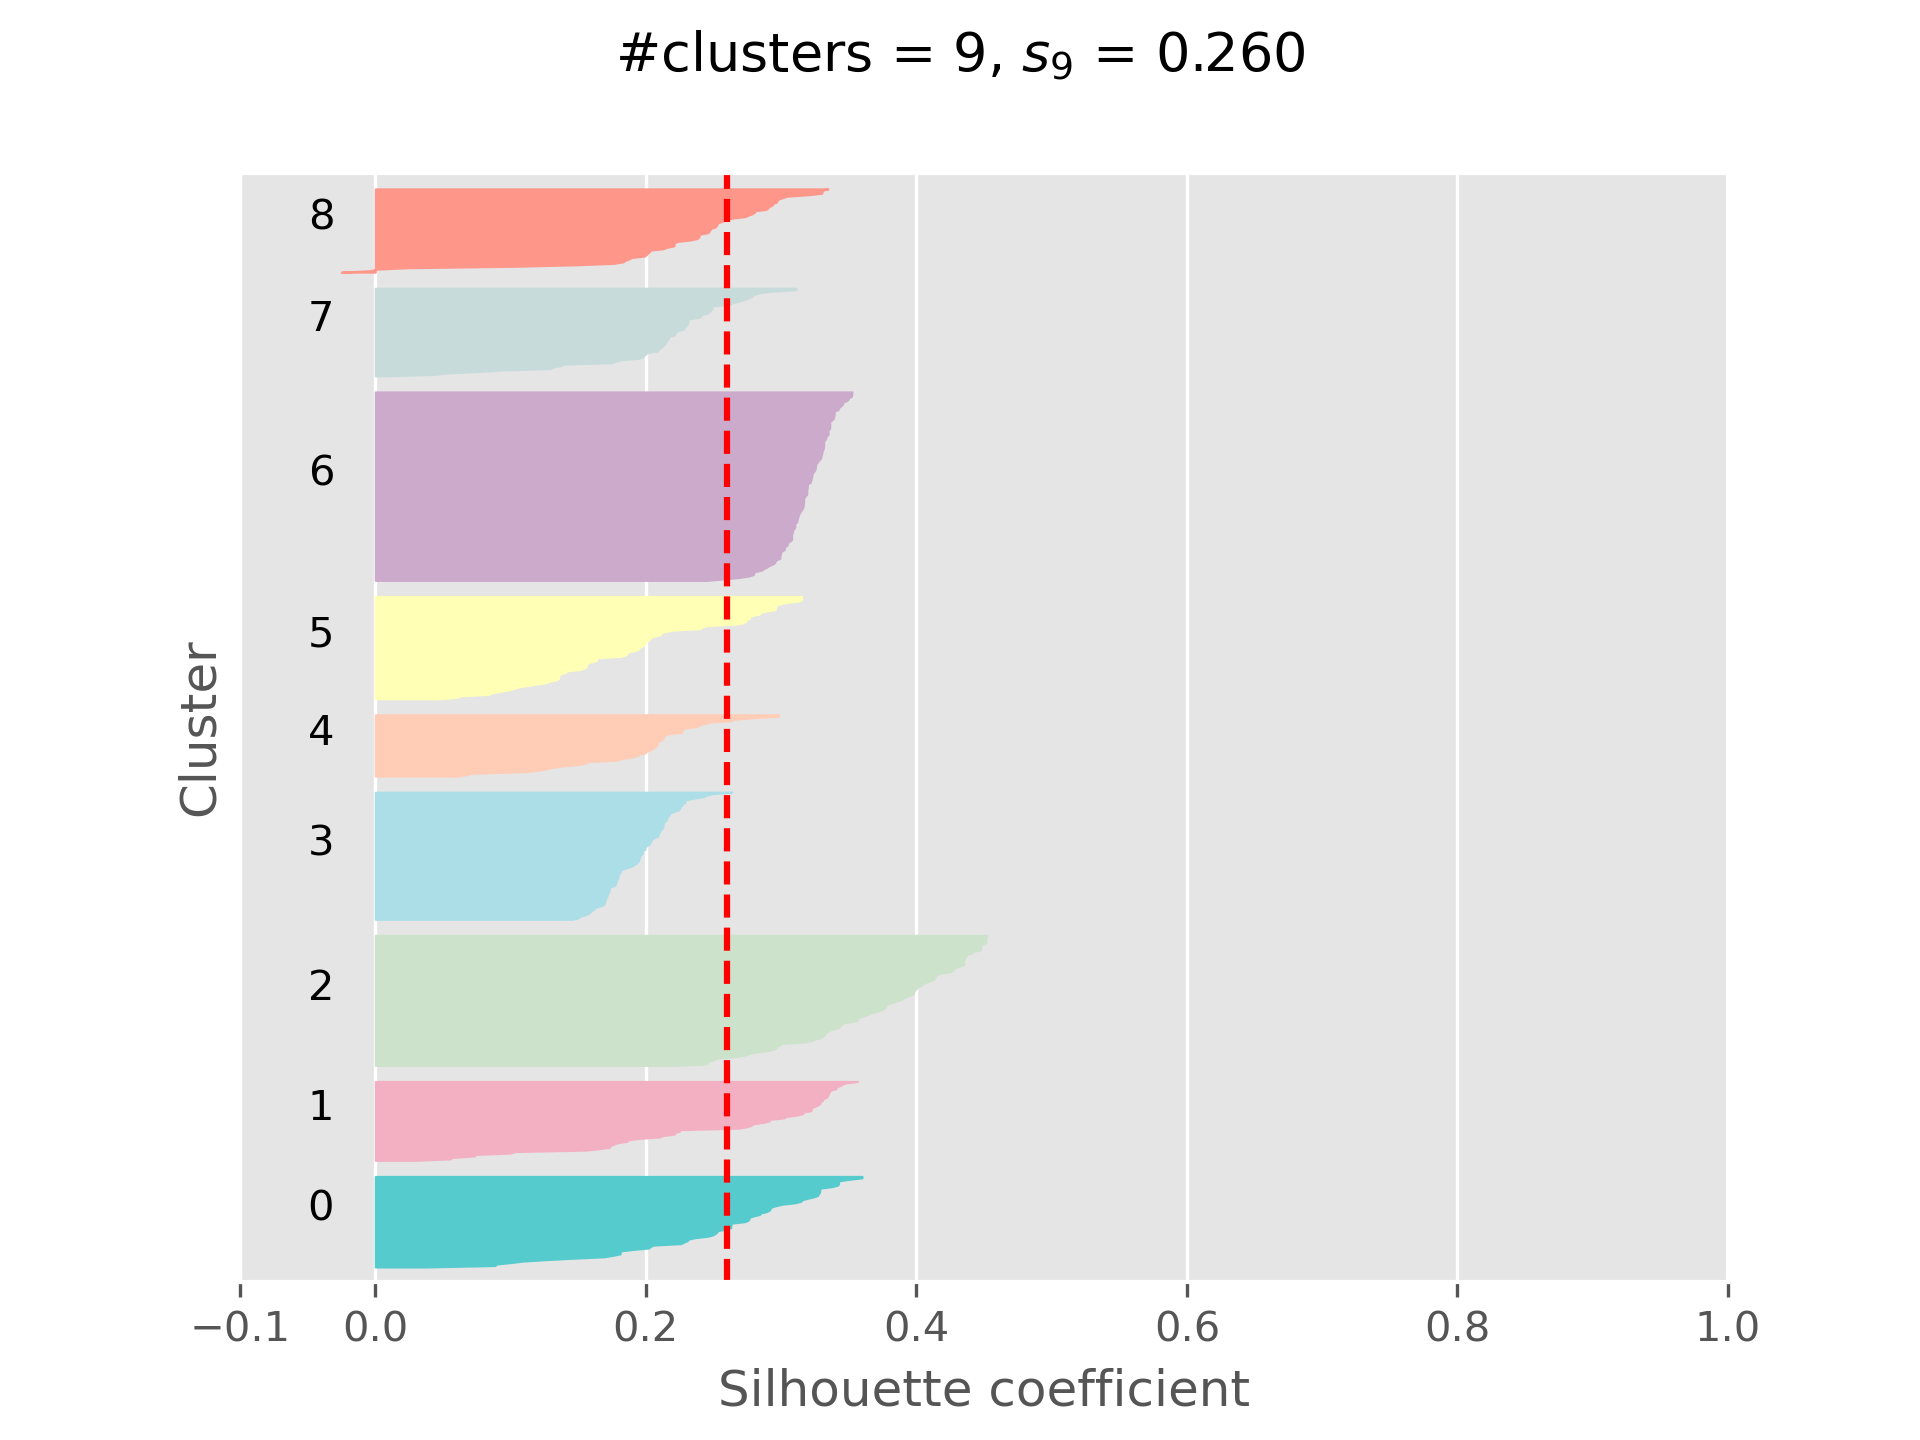 #clusters = 9, s₉ = 0.260
8
7
6
5
4
3
2
1
0
Cluster
−0.1 0.0 0.2 0.4 0.6 0.8 1.0
Silhouette coefficient